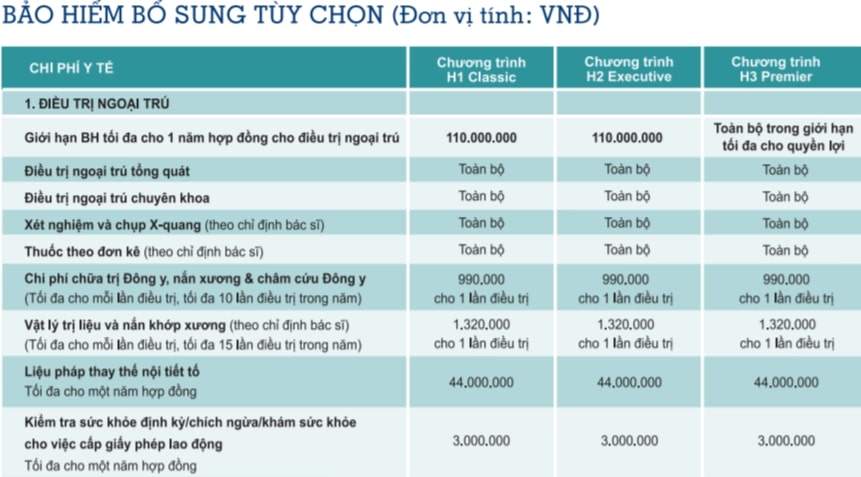 BẢO HIỂM BỔ SUNG TÙY CHỌN (Đơn vị tính: VNĐ)
CHI PHÍ Y TẾ
Chương trình
H1 Classic
Chương trình
H2 Executive
Chương trình
H3 Premier
1. ĐIỀU TRỊ NGOẠI TRÚ
Giới hạn BH tối đa cho 1 năm hợp đồng cho điều trị ngoại trú
110.000.000
110.000.000
Toàn bộ trong giới hạn
tối đa cho quyền lợi
Điều trị ngoại trú tổng quát
Toàn bộ
Toàn bộ
Toàn bộ
Điều trị ngoại trú chuyên khoa
Toàn bộ
Toàn bộ
Toàn bộ
Xét nghiệm và chụp X-quang (theo chỉ định bác sĩ)
Toàn bộ
Toàn bộ
Toàn bộ
Thuốc theo đơn kê (theo chỉ định bác sĩ)
Toàn bộ
Toàn bộ
Toàn bộ
Chi phí chữa trị Đông y, nắn xương & châm cứu Đông y
(Tối đa cho mỗi lần điều trị, tối đa 10 lần điều trị trong năm)
990.000
cho 1 lần điều trị
990.000
cho 1 lần điều trị
990.000
cho 1 lần điều trị
Vật lý trị liệu và nắn khớp xương (theo chỉ định bác sĩ)
(Tối đa cho mỗi lần điều trị, tối đa 15 lần điều trị trong năm)
1.320.000
cho 1 lần điều trị
1.320.000
cho 1 lần điều trị
1.320.000
cho 1 lần điều trị
Liệu pháp thay thế nội tiết tố
Tối đa cho một năm hợp đồng
44.000.000
44.000.000
44.000.000
Kiểm tra sức khỏe định kỳ/chích ngừa/khám sức khỏe
cho việc cấp giấy phép lao động
Tối đa cho một năm hợp đồng
3.000.000
3.000.000
3.000.000